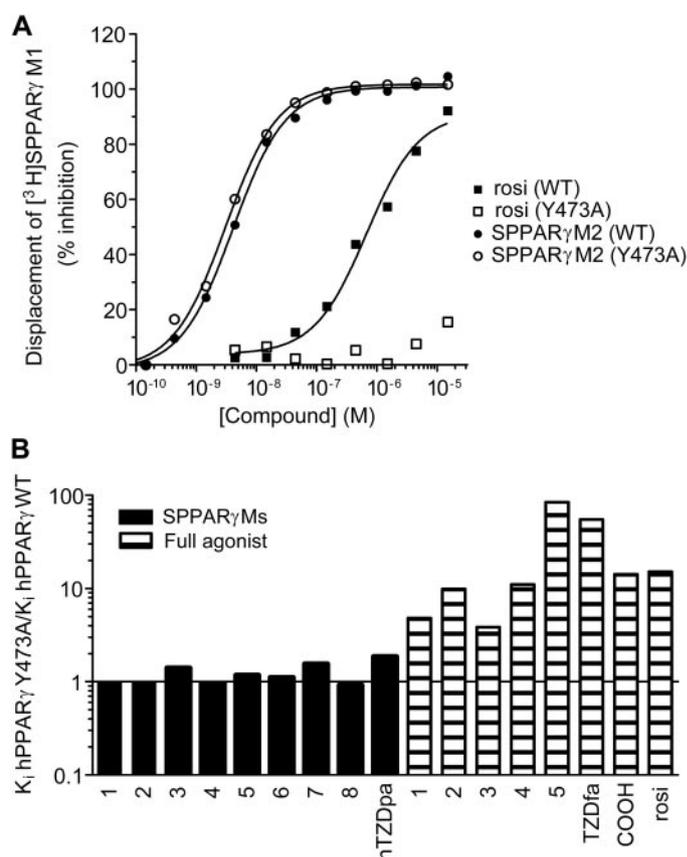 A
Displacement of [³H]SPPARγ M1
(% inhibition)
120
100
80
60
40
20
0
10⁻¹⁰
10⁻⁹
10⁻⁸
10⁻⁷
10⁻⁶
10⁻⁵
[Compound] (M)
rosi (WT)
rosi (Y473A)
SPPARγM2 (WT)
SPPARγM2 (Y473A)
B
Kᵢ hPPARγ Y473A/Kᵢ hPPARγ WT
100
10
1
0.1
SPPARγMs
Full agonist
1
2
3
4
5
6
7
8
nTZDpa
1
2
3
4
5
TZDfa
COOH
rosi